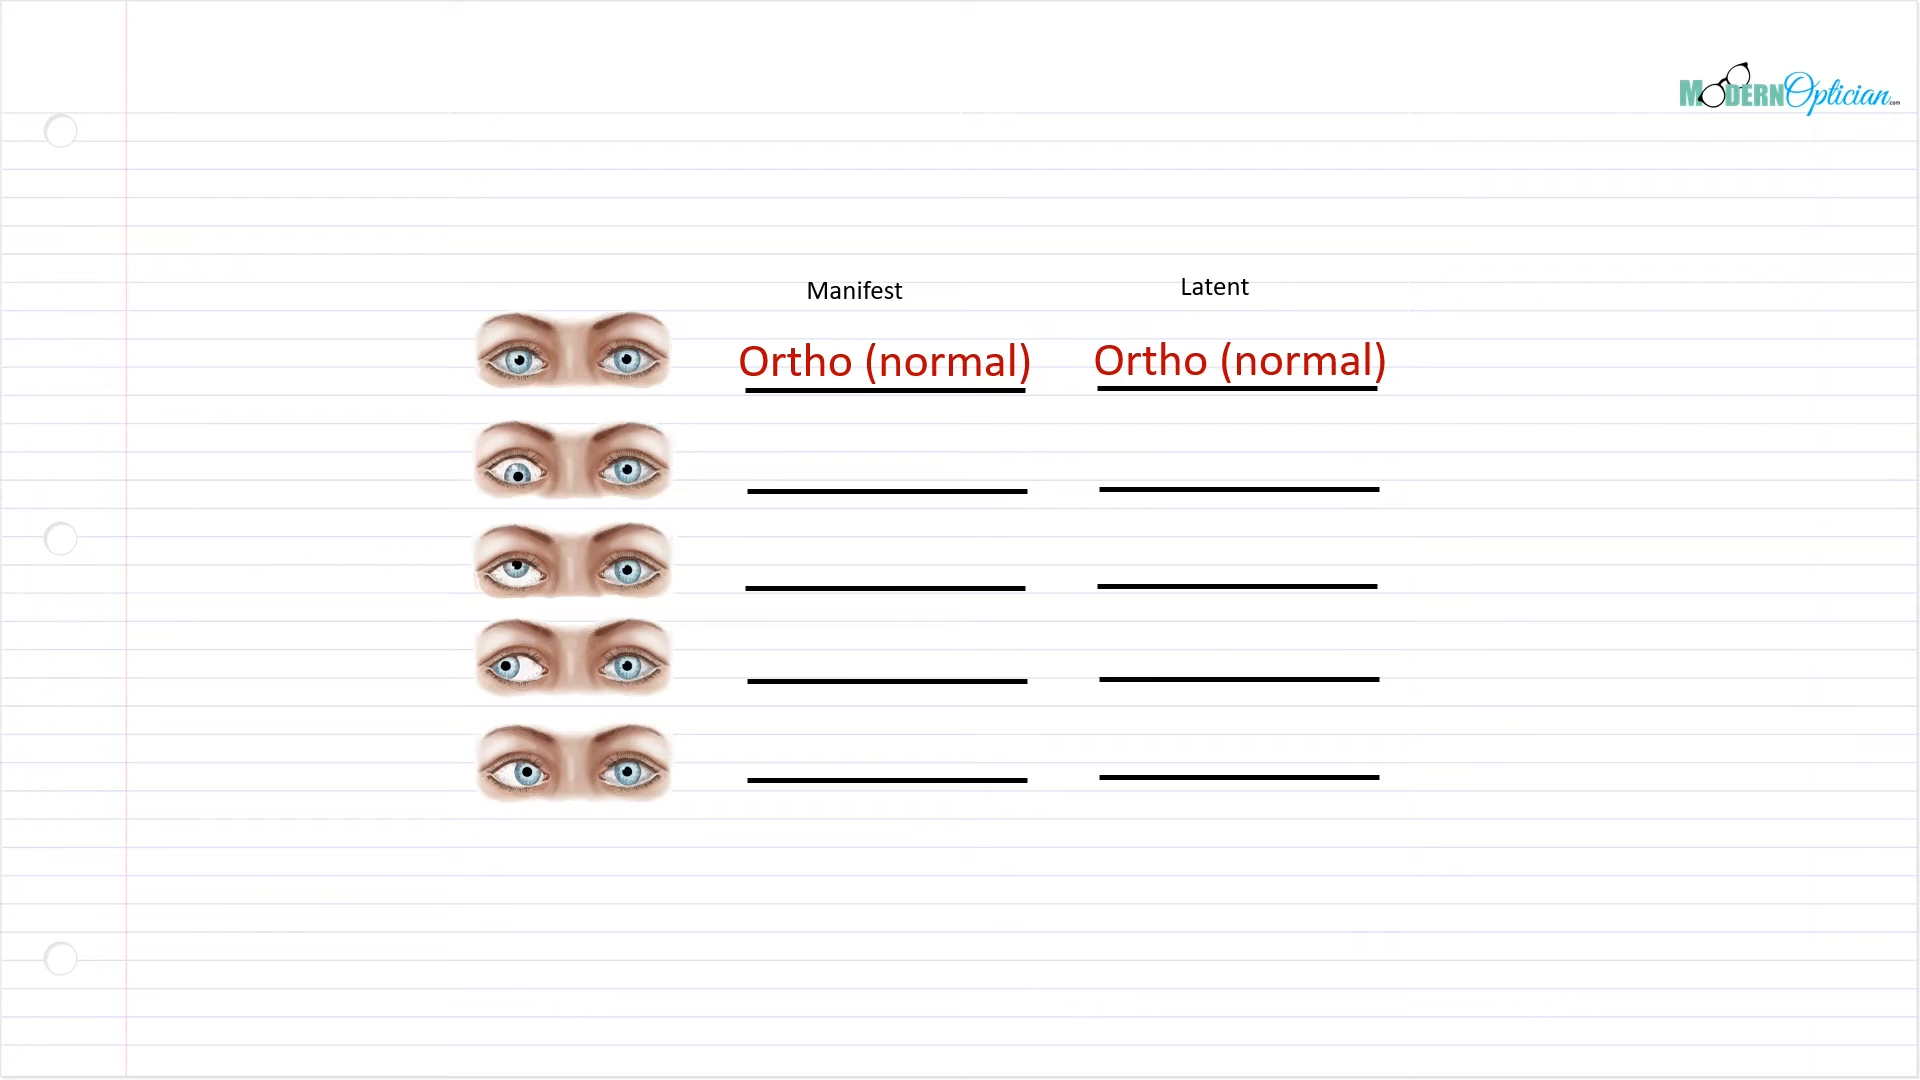 MODERNOptician.com
Manifest
Latent
Ortho (normal)
Ortho (normal)